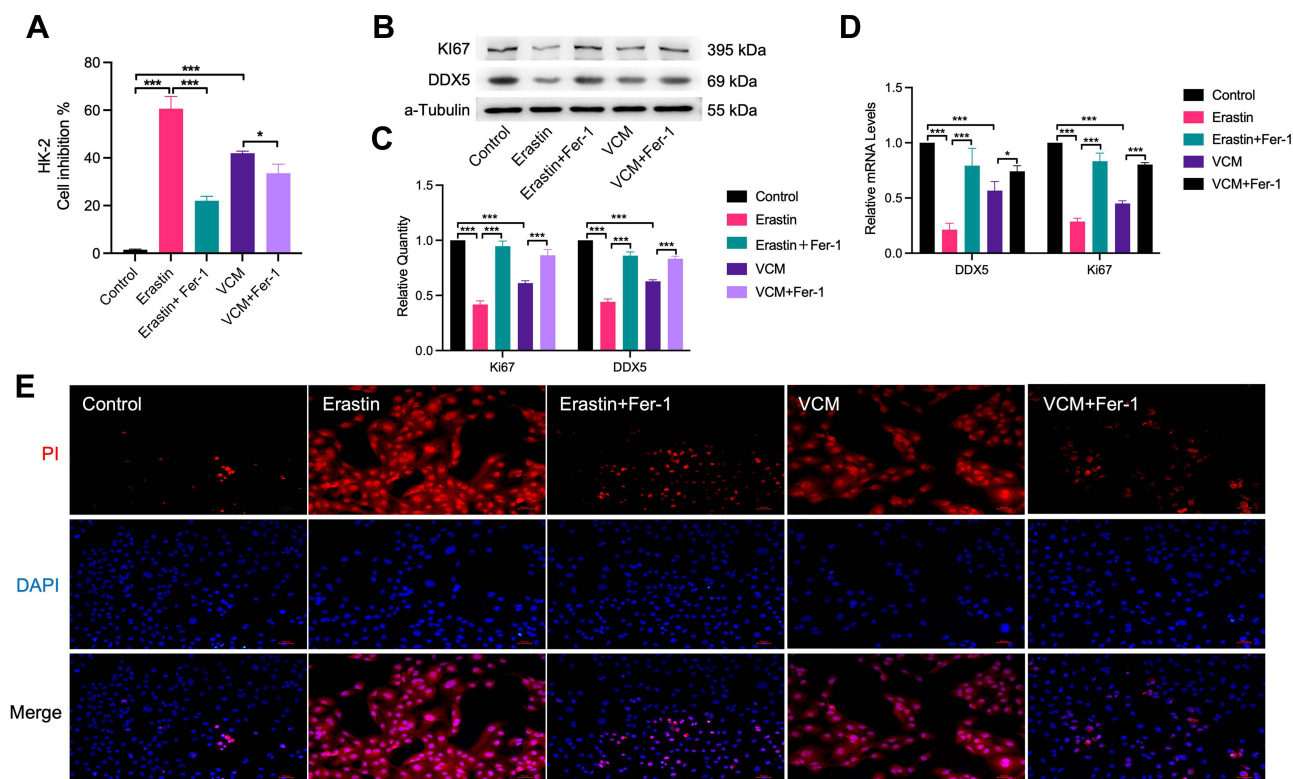 A
HK-2
Cell inhibition %
80
60
40
20
0
***
***
***
*
Control
Erastin
Erastin+ Fer-1
VCM
VCM+Fer-1
B
KI67
395 kDa
DDX5
69 kDa
a-Tubulin
55 kDa
Control
Erastin
Erastin+Fer-1
VCM
VCM+Fer-1
C
Relative Quantity
1.5
1.0
0.5
0.0
***
***
***
***
***
***
***
***
Ki67
DDX5
Control
Erastin
Erastin+Fer-1
VCM
VCM+Fer-1
D
Relative mRNA Levels
1.5
1.0
0.5
0.0
***
***
***
*
***
***
***
***
DDX5
Ki67
Control
Erastin
Erastin+Fer-1
VCM
VCM+Fer-1
E
Control
Erastin
Erastin+Fer-1
VCM
VCM+Fer-1
PI
DAPI
Merge